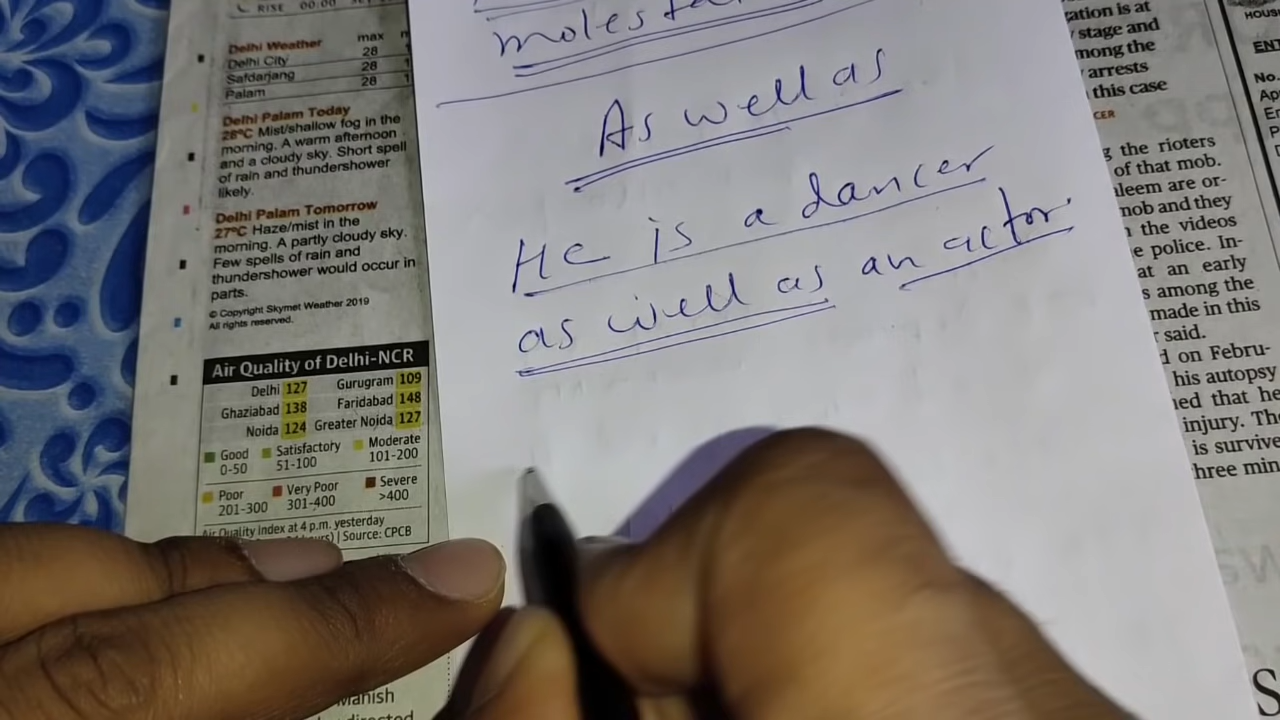 RISE 00:00
Delhi Weather max
Delhi City 28
Safdarjang 28
Palam 28
Delhi Palam Today
28°C Mist/shallow fog in the
morning. A warm afternoon
and a cloudy sky. Short spell
of rain and thundershower
likely.
Delhi Palam Tomorrow
27°C Haze/mist in the
morning. A partly cloudy sky.
Few spells of rain and
thundershower would occur in
parts.
© Copyright Skymet Weather 2019
All rights reserved.
Air Quality of Delhi-NCR
Delhi 127 Gurugram 109
Ghaziabad 138 Faridabad 148
Noida 124 Greater Noida 127
Good Satisfactory Moderate
0-50 51-100 101-200
Poor Very Poor Severe
201-300 301-400 >400
Air Quality Index at 4 p.m. yesterday
Source: CPCB
Manish
As well as
He is a dancer
as well as an actor.
is at
stage and
the
arrests
this case
the rioters
of that mob.
are or-
and they
the videos
police. In-
at an early
among the
made in this
said.
on Febru-
his autopsy
that he
injury.
is
min
No.